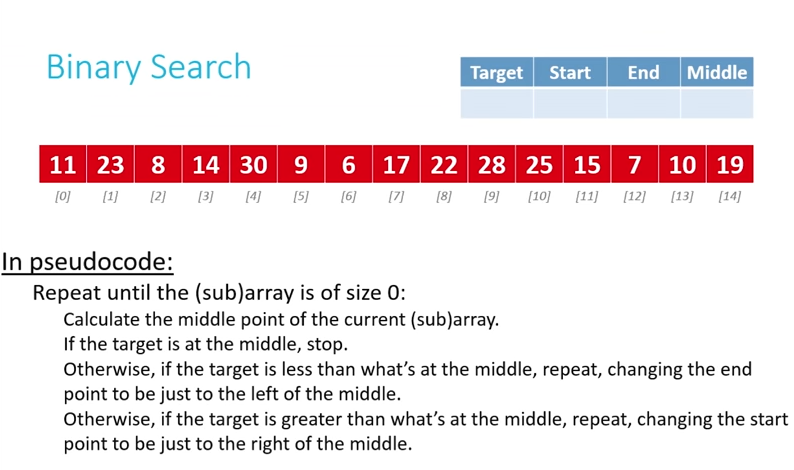 Binary Search
Target Start End Middle
11 23 8 14 30 9 6 17 22 28 25 15 7 10 19
[0] [1] [2] [3] [4] [5] [6] [7] [8] [9] [10] [11] [12] [13] [14]
In pseudocode:
Repeat until the (sub)array is of size 0:
Calculate the middle point of the current (sub)array.
If the target is at the middle, stop.
Otherwise, if the target is less than what's at the middle, repeat, changing the end
point to be just to the left of the middle.
Otherwise, if the target is greater than what's at the middle, repeat, changing the start
point to be just to the right of the middle.